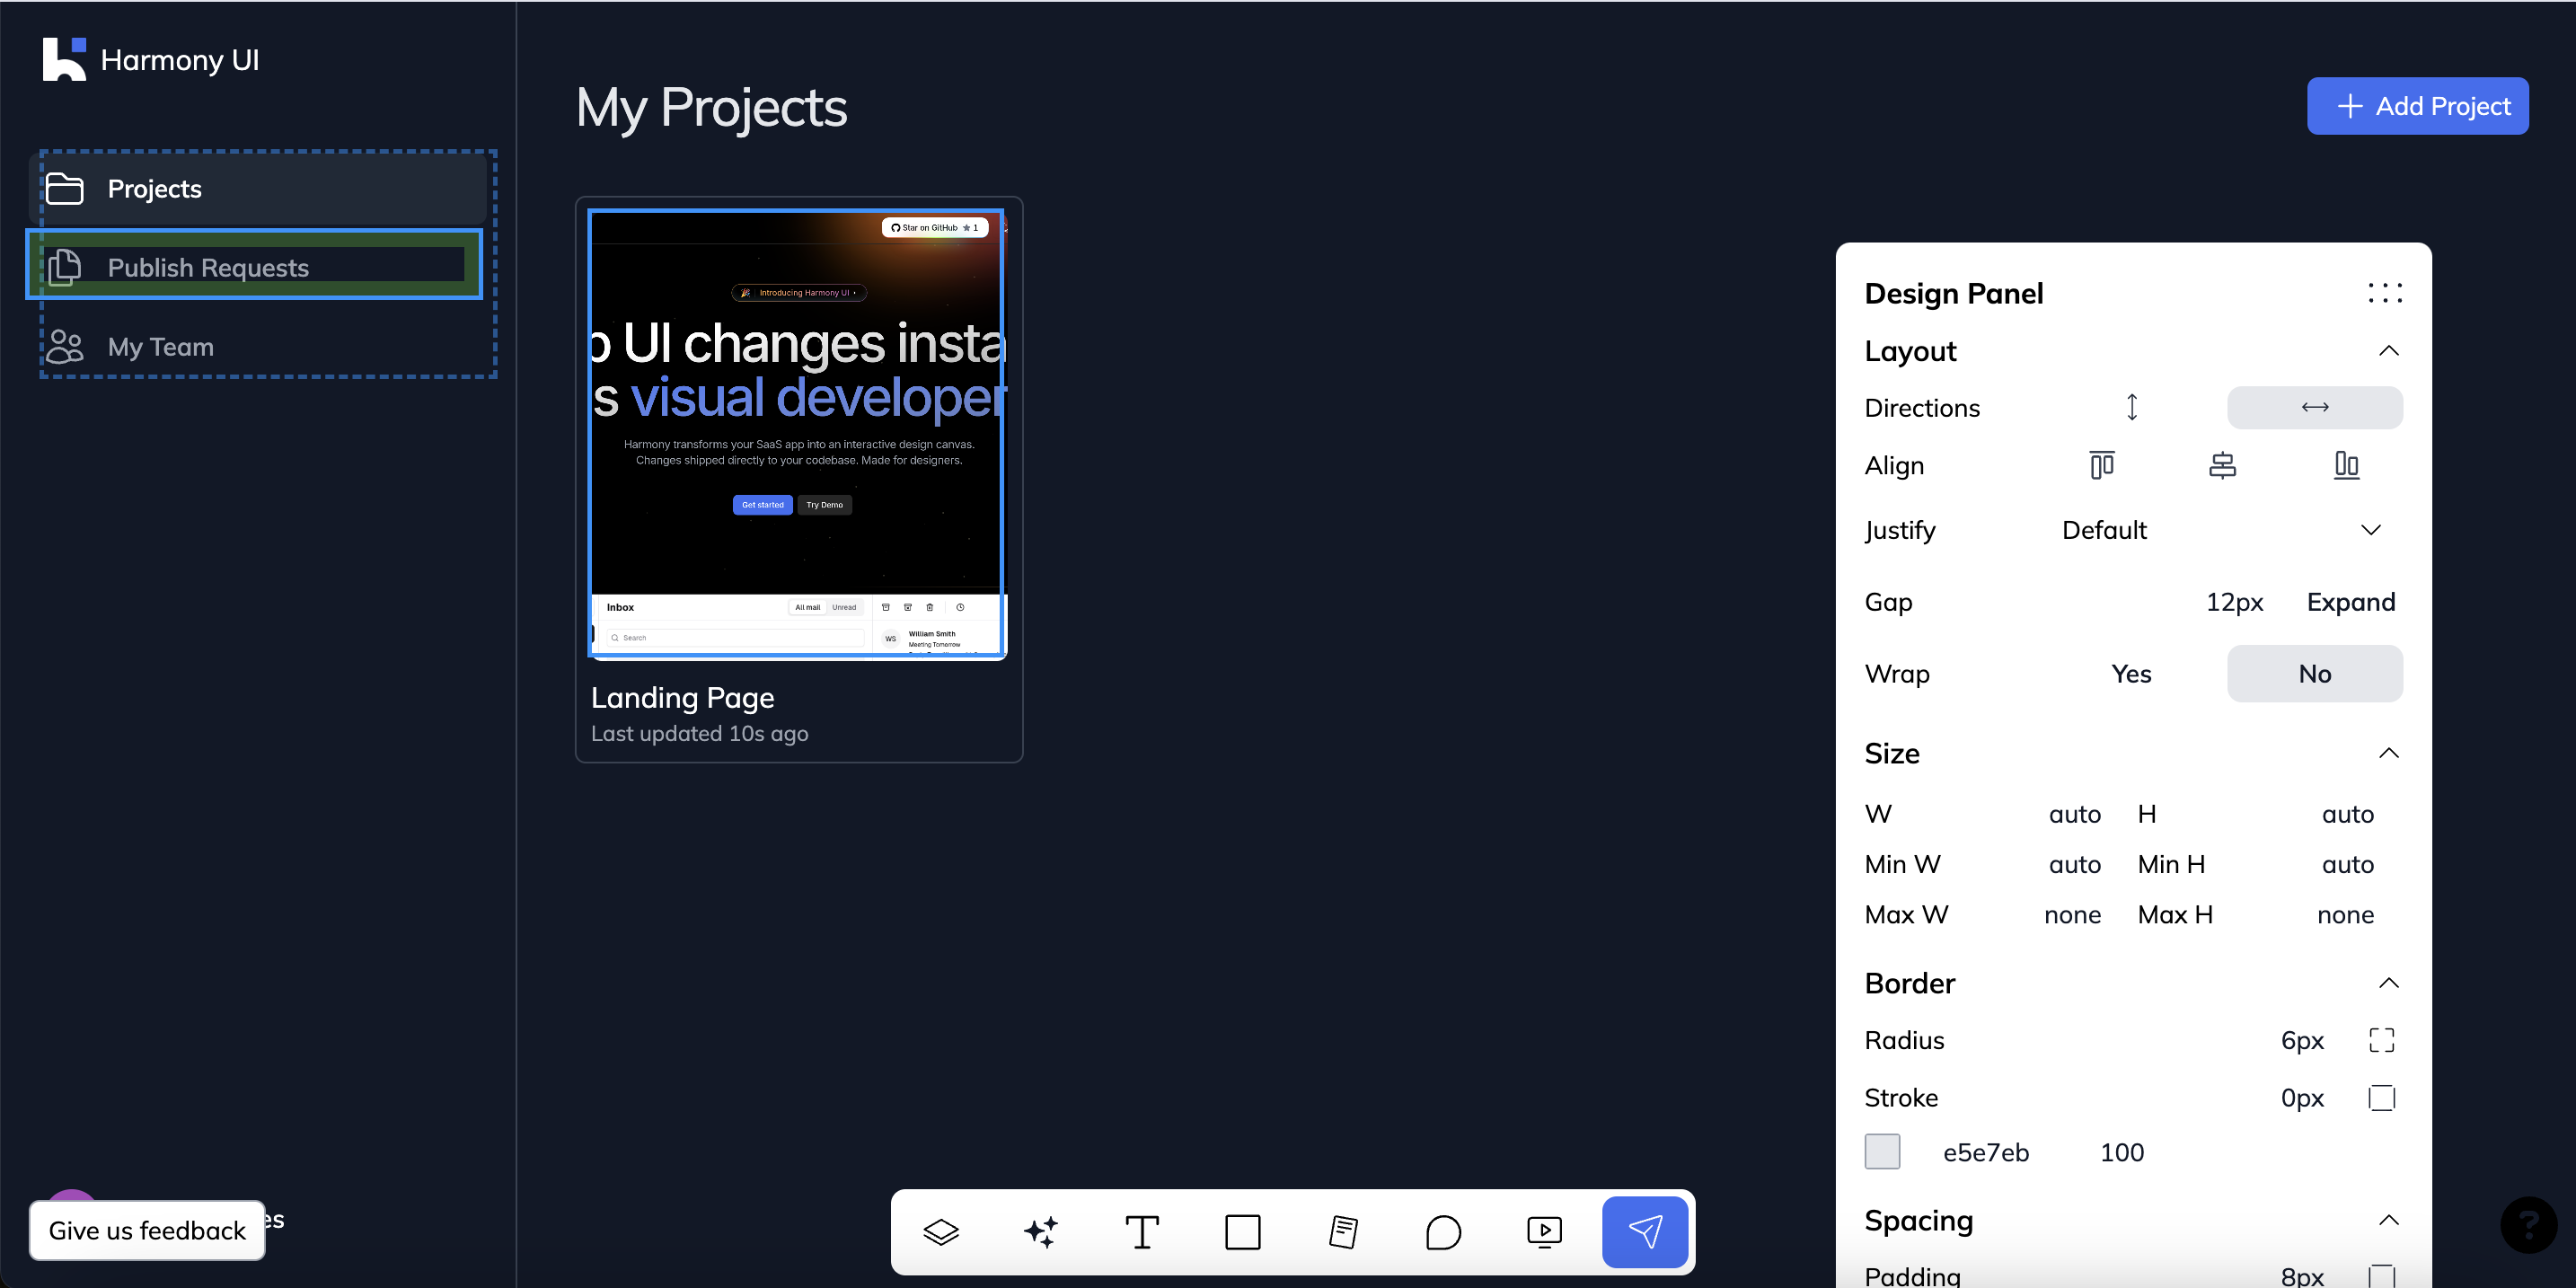 Harmony UI
Projects
Publish Requests
My Team
Give us feedback
es
My Projects
Add Project
Star on GitHub ★ 1
Introducing Harmony UI
UI changes insta
s visual developer
Harmony transforms your SaaS app into an interactive design canvas.
Changes shipped directly to your codebase. Made for designers.
Get started
Try Demo
Inbox
All mail
Unread
Search
WS
William Smith
Meeting Tomorrow
Landing Page
Last updated 10s ago
Design Panel
Layout
Directions
Align
Justify Default
Gap 12px Expand
Wrap Yes No
Size
W auto H auto
Min W auto Min H auto
Max W none Max H none
Border
Radius 6px
Stroke 0px
e5e7eb 100
Spacing
Padding 8px
?